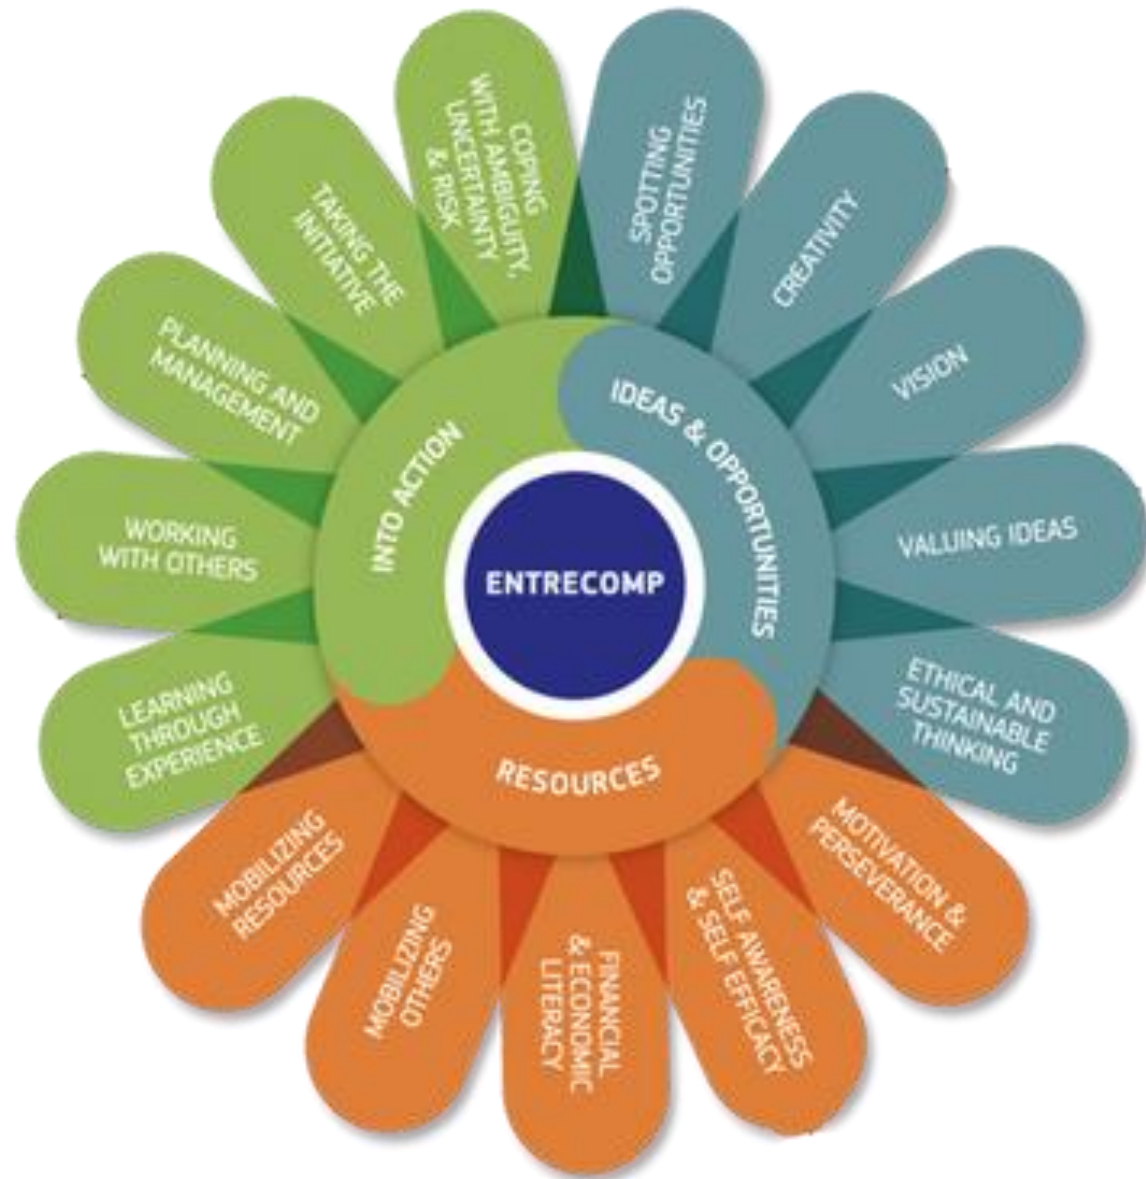 ENTRECOMP
IDEAS & OPPORTUNITIES
SPOTTING
OPPORTUNITIES
CREATIVITY
VISION
VALUING IDEAS
ETHICAL AND
SUSTAINABLE
THINKING
RESOURCES
MOTIVATION &
PERSEVERANCE
SELF AWARENESS
& SELF EFFICACY
FINANCIAL
& ECONOMIC
LITERACY
MOBILIZING
OTHERS
MOBILIZING
RESOURCES
INTO ACTION
LEARNING
THROUGH
EXPERIENCE
WORKING
WITH OTHERS
PLANNING AND
MANAGEMENT
TAKING THE
INITIATIVE
COPING
WITH AMBIGUITY,
UNCERTAINTY
& RISK